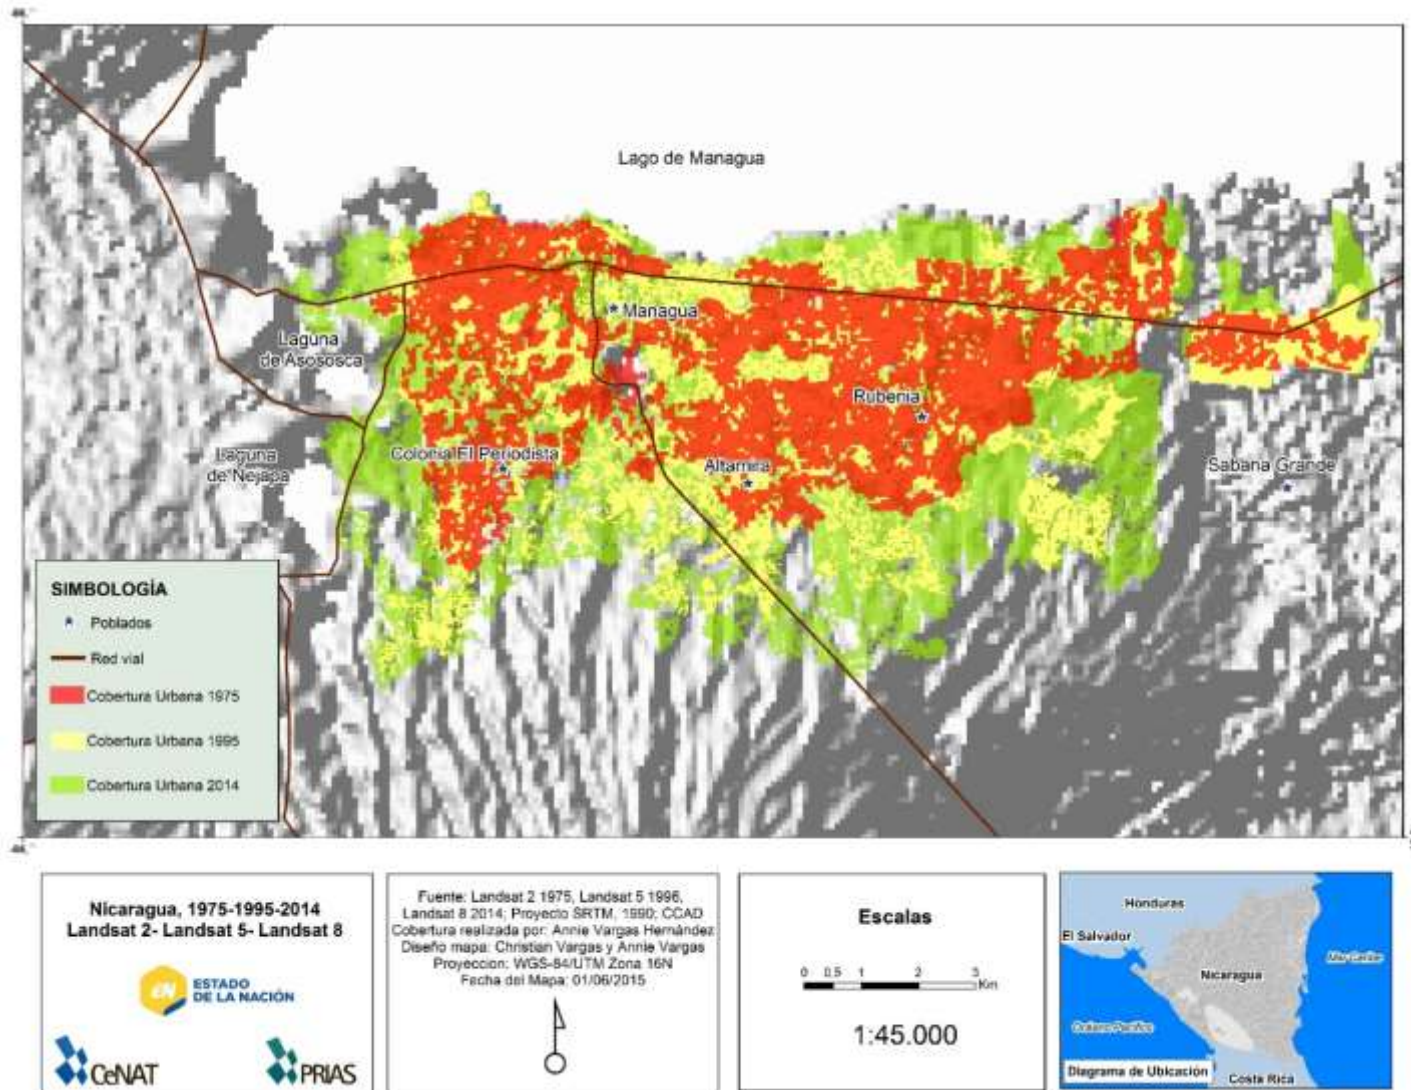 Lago de Managua
Managua
Laguna
de Asososca
Rubenia
Colonia El Periodista
Altamira
Laguna
de Nejapa
Sabana Grande
SIMBOLOGÍA
Poblados
Red vial
Cobertura Urbana 1975
Cobertura Urbana 1995
Cobertura Urbana 2014
Nicaragua, 1975-1995-2014
Landsat 2- Landsat 5- Landsat 8
EN ESTADO
DE LA NACIÓN
CeNAT
PRIAS
Fuente: Landsat 2 1975, Landsat 5 1996,
Landsat 8 2014; Proyecto SRTM, 1990; CCAD
Cobertura realizada por: Annie Vargas Hernández
Diseño mapa: Christian Vargas y Annie Vargas
Proyeccion: WGS-84/UTM Zona 16N
Fecha del Mapa: 01/06/2015
Escalas
0 0,5 1 2 3
Km
1:45.000
Honduras
El Salvador
Mar Caribe
Nicaragua
Océano Pacífico
Diagrama de Ubicación
Costa Rica